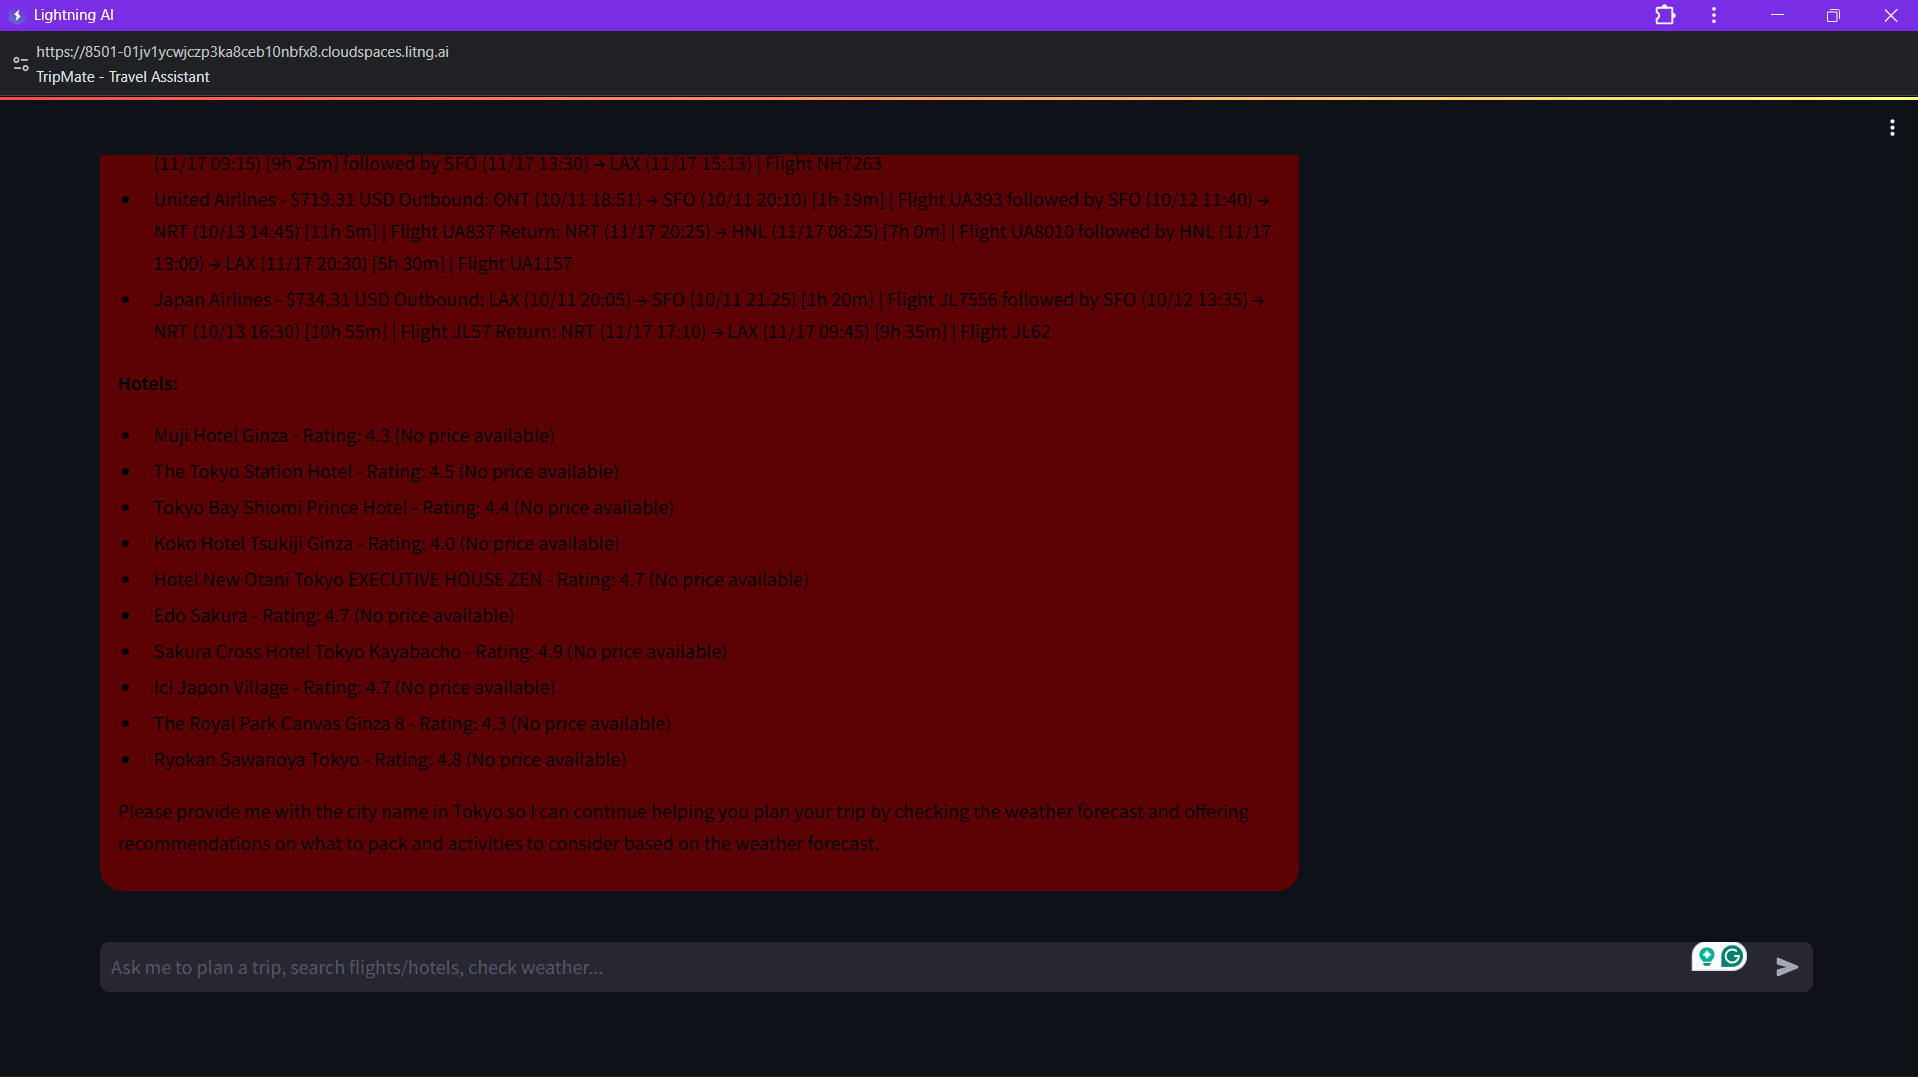 Lightning AI
https://8501-01jv1ycwjczp3ka8ceb10nbfx8.cloudspaces.litng.ai
TripMate - Travel Assistant
(11/17 09:15) [9h 25m] followed by SFO (11/17 13:30) → LAX (11/17 15:13) | Flight NH7263
• United Airlines - $719.31 USD Outbound: ONT (10/11 18:51) → SFO (10/11 20:10) [1h 19m] | Flight UA393 followed by SFO (10/12 11:40) →
NRT (10/13 14:45) [11h 5m] | Flight UA837 Return: NRT (11/17 20:25) → HNL (11/17 08:25) [7h 0m] | Flight UA8010 followed by HNL (11/17
13:00) → LAX (11/17 20:30) [5h 30m] | Flight UA1157
• Japan Airlines - $734.31 USD Outbound: LAX (10/11 20:05) → SFO (10/11 21:25) [1h 20m] | Flight JL7556 followed by SFO (10/12 13:35) →
NRT (10/13 16:30) [10h 55m] | Flight JL57 Return: NRT (11/17 17:10) → LAX (11/17 09:45) [9h 35m] | Flight JL62
Hotels:
• Muji Hotel Ginza - Rating: 4.3 (No price available)
• The Tokyo Station Hotel - Rating: 4.5 (No price available)
• Tokyo Bay Shiomi Prince Hotel - Rating: 4.4 (No price available)
• Koko Hotel Tsukiji Ginza - Rating: 4.0 (No price available)
• Hotel New Otani Tokyo EXECUTIVE HOUSE ZEN - Rating: 4.7 (No price available)
• Edo Sakura - Rating: 4.7 (No price available)
• Sakura Cross Hotel Tokyo Kayabacho - Rating: 4.9 (No price available)
• Ici Japon Village - Rating: 4.7 (No price available)
• The Royal Park Canvas Ginza 8 - Rating: 4.3 (No price available)
• Ryokan Sawanoya Tokyo - Rating: 4.8 (No price available)
Please provide me with the city name in Tokyo so I can continue helping you plan your trip by checking the weather forecast and offering
recommendations on what to pack and activities to consider based on the weather forecast.
Ask me to plan a trip, search flights/hotels, check weather...